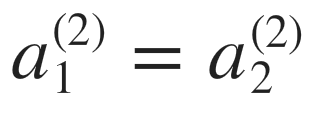 a_1^{(2)} = a_2^{(2)}